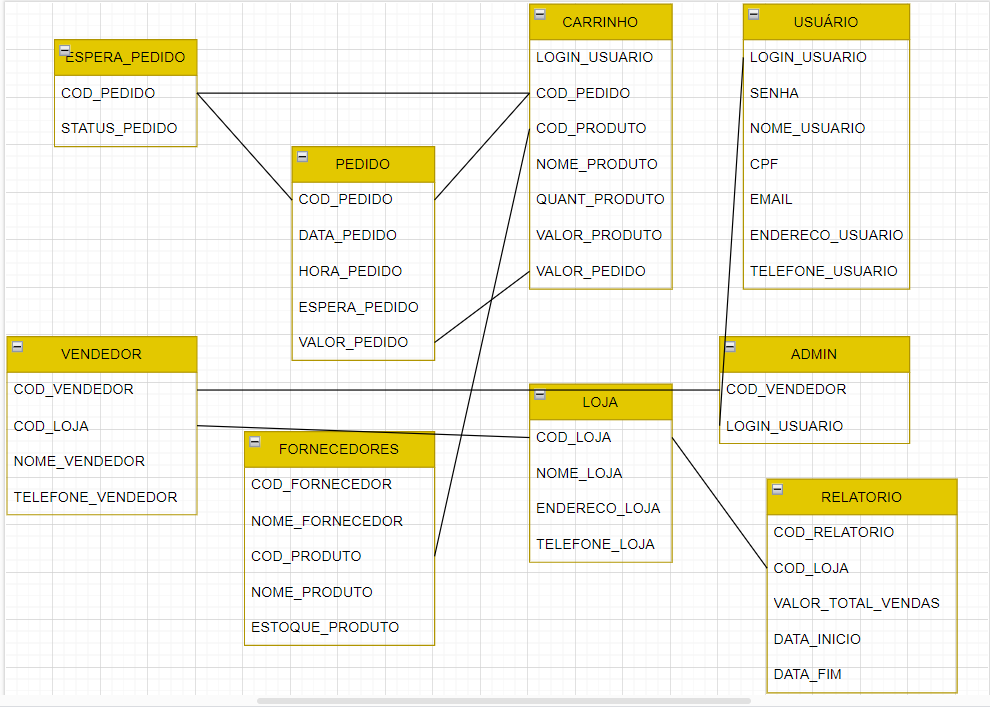 ESPERA_PEDIDO
COD_PEDIDO
STATUS_PEDIDO
PEDIDO
COD_PEDIDO
DATA_PEDIDO
HORA_PEDIDO
ESPERA_PEDIDO
VALOR_PEDIDO
CARRINHO
LOGIN_USUARIO
COD_PEDIDO
COD_PRODUTO
NOME_PRODUTO
QUANT_PRODUTO
VALOR_PRODUTO
VALOR_PEDIDO
USUÁRIO
LOGIN_USUARIO
SENHA
NOME_USUARIO
CPF
EMAIL
ENDERECO_USUARIO
TELEFONE_USUARIO
VENDEDOR
COD_VENDEDOR
COD_LOJA
NOME_VENDEDOR
TELEFONE_VENDEDOR
FORNECEDORES
COD_FORNECEDOR
NOME_FORNECEDOR
COD_PRODUTO
NOME_PRODUTO
ESTOQUE_PRODUTO
LOJA
COD_LOJA
NOME_LOJA
ENDERECO_LOJA
TELEFONE_LOJA
ADMIN
COD_VENDEDOR
LOGIN_USUARIO
RELATORIO
COD_RELATORIO
COD_LOJA
VALOR_TOTAL_VENDAS
DATA_INICIO
DATA_FIM